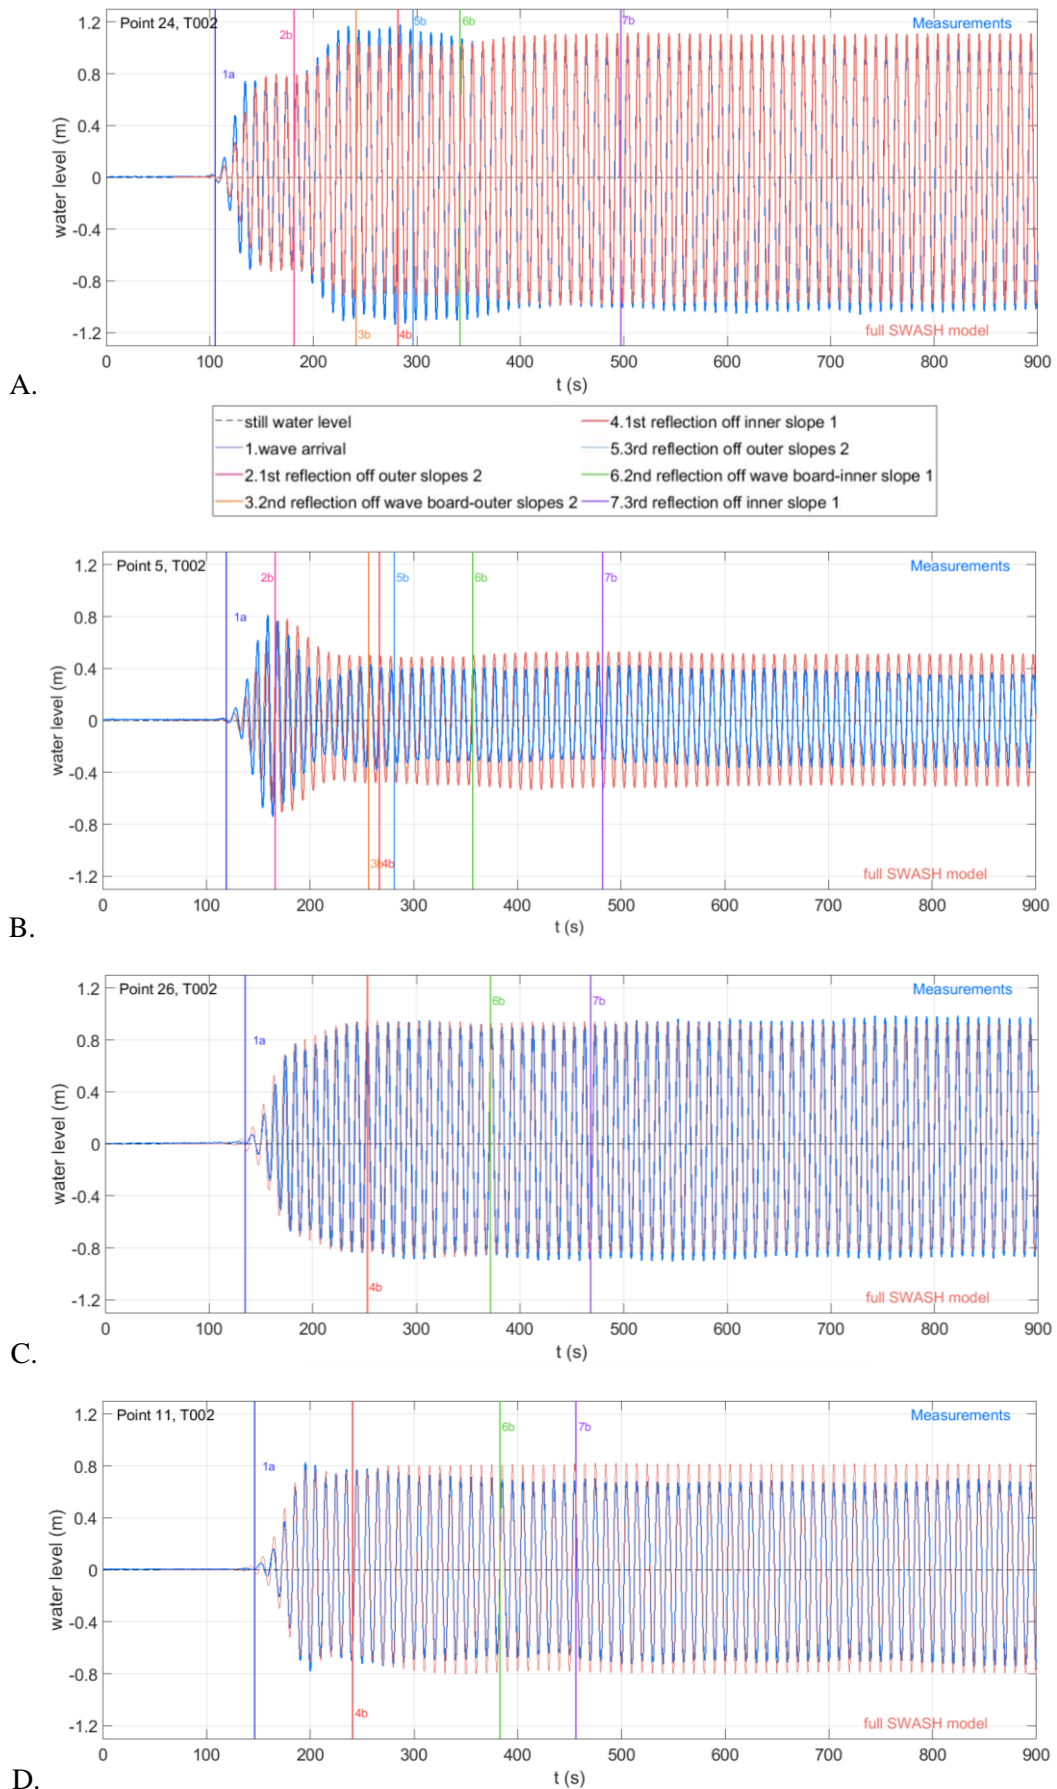 Point 24, T002
Measurements
1a
2b
3b
4b
5b
6b
7b
full SWASH model
water level (m)
1.2
0.8
0.4
0
-0.4
-0.8
-1.2
0 100 200 300 400 500 600 700 800 900
t (s)
A.
still water level
1.wave arrival
2.1st reflection off outer slopes 2
3.2nd reflection off wave board-outer slopes 2
4.1st reflection off inner slope 1
5.3rd reflection off outer slopes 2
6.2nd reflection off wave board-inner slope 1
7.3rd reflection off inner slope 1
Point 5, T002
Measurements
1a
2b
3b
4b
5b
6b
7b
full SWASH model
water level (m)
1.2
0.8
0.4
0
-0.4
-0.8
-1.2
0 100 200 300 400 500 600 700 800 900
t (s)
B.
Point 26, T002
Measurements
1a
4b
6b
7b
full SWASH model
water level (m)
1.2
0.8
0.4
0
-0.4
-0.8
-1.2
0 100 200 300 400 500 600 700 800 900
t (s)
C.
Point 11, T002
Measurements
1a
4b
6b
7b
full SWASH model
water level (m)
1.2
0.8
0.4
0
-0.4
-0.8
-1.2
0 100 200 300 400 500 600 700 800 900
t (s)
D.